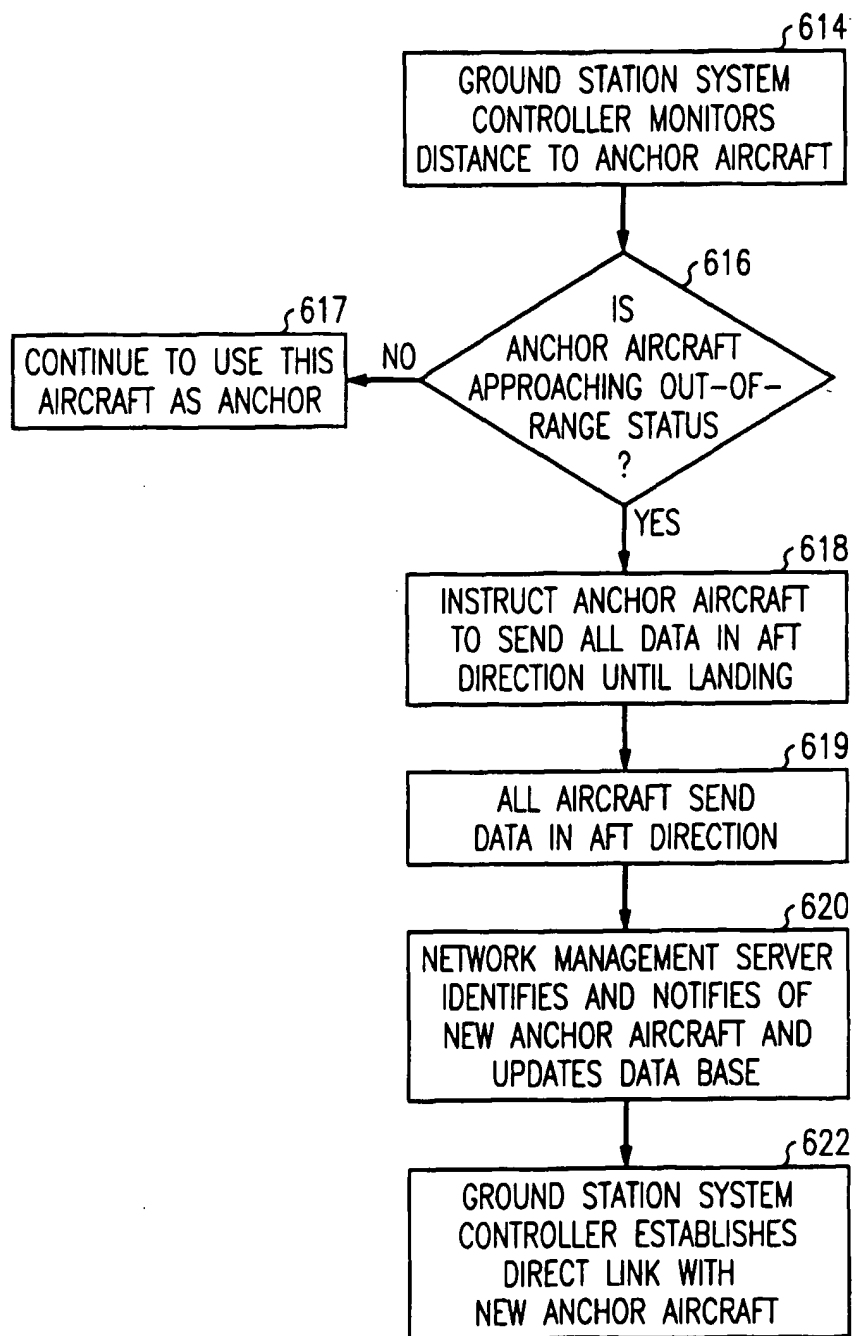 614
GROUND STATION SYSTEM
CONTROLLER MONITORS
DISTANCE TO ANCHOR AIRCRAFT
616
IS
ANCHOR AIRCRAFT
APPROACHING OUT-OF-
RANGE STATUS
?
617
CONTINUE TO USE THIS
AIRCRAFT AS ANCHOR
NO
YES
618
INSTRUCT ANCHOR AIRCRAFT
TO SEND ALL DATA IN AFT
DIRECTION UNTIL LANDING
619
ALL AIRCRAFT SEND
DATA IN AFT DIRECTION
620
NETWORK MANAGEMENT SERVER
IDENTIFIES AND NOTIFIES OF
NEW ANCHOR AIRCRAFT AND
UPDATES DATA BASE
622
GROUND STATION SYSTEM
CONTROLLER ESTABLISHES
DIRECT LINK WITH
NEW ANCHOR AIRCRAFT